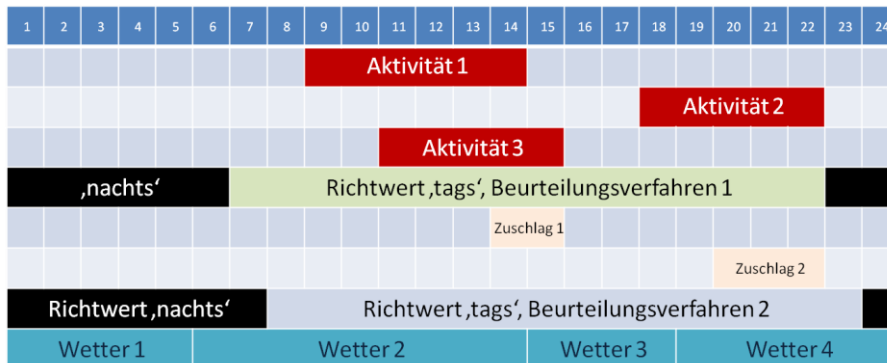 1 2 3 4 5 6 7 8 9 10 11 12 13 14 15 16 17 18 19 20 21 22 23 24
Aktivität 1
Aktivität 2
Aktivität 3
‚nachts‘ Richtwert ‚tags‘, Beurteilungsverfahren 1
Zuschlag 1
Zuschlag 2
Richtwert ‚nachts‘ Richtwert ‚tags‘, Beurteilungsverfahren 2
Wetter 1 Wetter 2 Wetter 3 Wetter 4